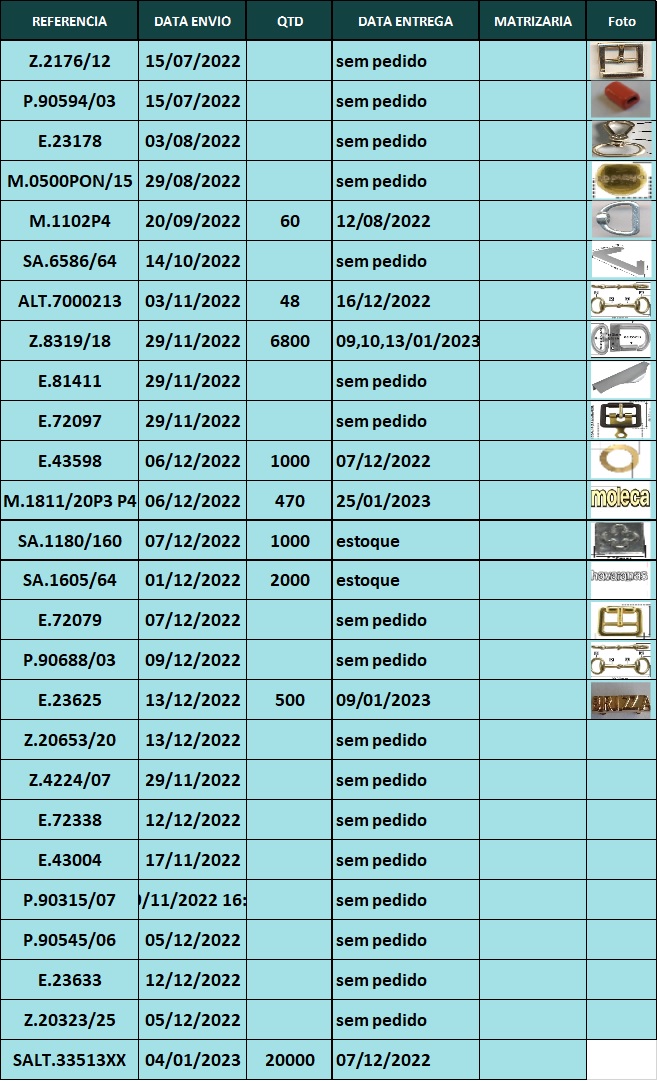 REFERENCIA DATA ENVIO QTD DATA ENTREGA MATRIZARIA Foto
Z.2176/12 15/07/2022 sem pedido
P.90594/03 15/07/2022 sem pedido
E.23178 03/08/2022 sem pedido
M.0500PON/15 29/08/2022 sem pedido
M.1102P4 20/09/2022 60 12/08/2022
SA.6586/64 14/10/2022 sem pedido
ALT.7000213 03/11/2022 48 16/12/2022
Z.8319/18 29/11/2022 6800 09,10,13/01/2023
E.81411 29/11/2022 sem pedido
E.72097 29/11/2022 sem pedido
E.43598 06/12/2022 1000 07/12/2022
M.1811/20P3 P4 06/12/2022 470 25/01/2023 moleca
SA.1180/160 07/12/2022 1000 estoque
SA.1605/64 01/12/2022 2000 estoque havaianas
E.72079 07/12/2022 sem pedido
P.90688/03 09/12/2022 sem pedido
E.23625 13/12/2022 500 09/01/2023
Z.20653/20 13/12/2022 sem pedido
Z.4224/07 29/11/2022 sem pedido
E.72338 12/12/2022 sem pedido
E.43004 17/11/2022 sem pedido
P.90315/07 /11/2022 16: sem pedido
P.90545/06 05/12/2022 sem pedido
E.23633 12/12/2022 sem pedido
Z.20323/25 05/12/2022 sem pedido
SALT.33513XX 04/01/2023 20000 07/12/2022